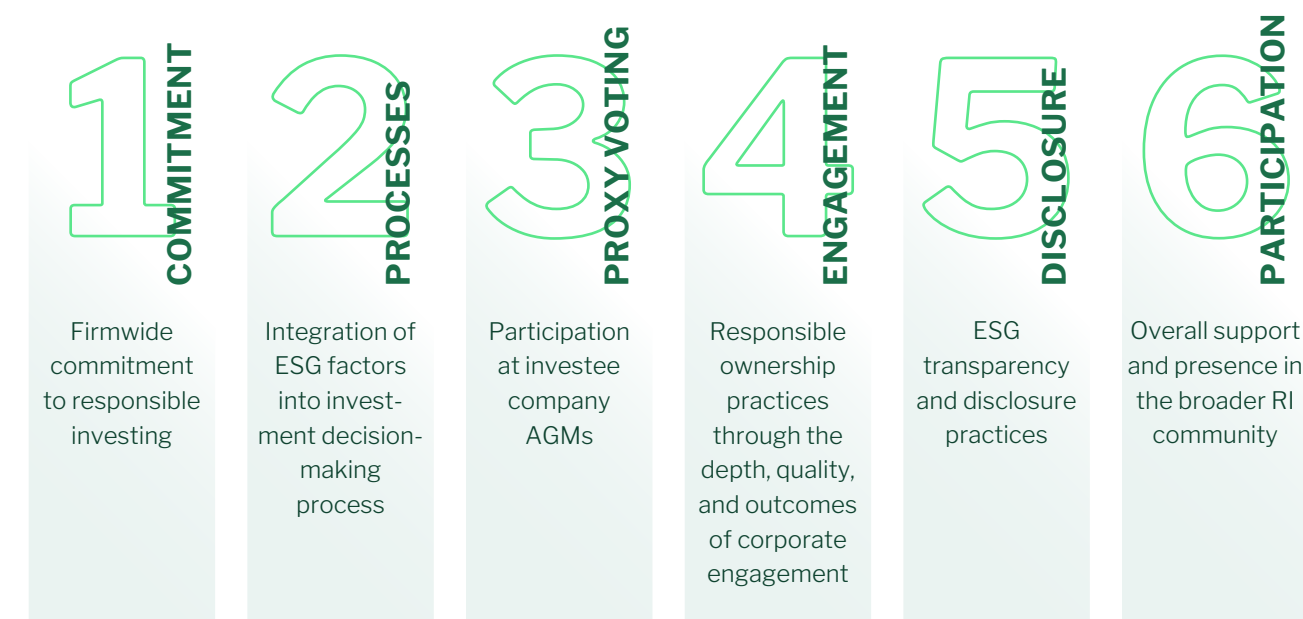 1
COMMITMENT
Firmwide
commitment
to responsible
investing
2
PROCESSES
Integration of
ESG factors
into invest-
ment decision-
making
process
3
PROXY VOTING
Participation
at investee
company
AGMs
4
ENGAGEMENT
Responsible
ownership
practices
through the
depth, quality,
and outcomes
of corporate
engagement
5
DISCLOSURE
ESG
transparency
and disclosure
practices
6
PARTICIPATION
Overall support
and presence in
the broader RI
community